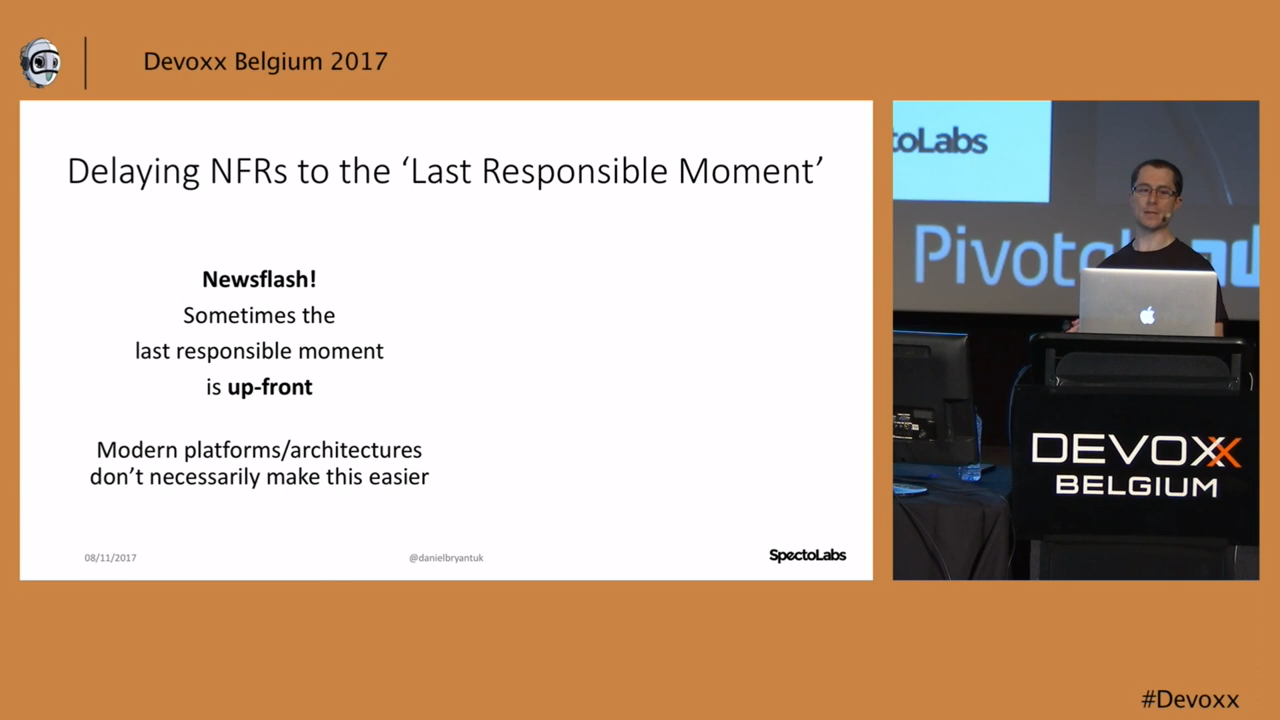 Devoxx Belgium 2017
Delaying NFRs to the ‘Last Responsible Moment’
Newsflash!
Sometimes the
last responsible moment
is up-front
Modern platforms/architectures
don’t necessarily make this easier
08/11/2017
@danielbryantuk
SpectoLabs
toLabs
Pivota
DEVOXX
BELGIUM
#Devoxx